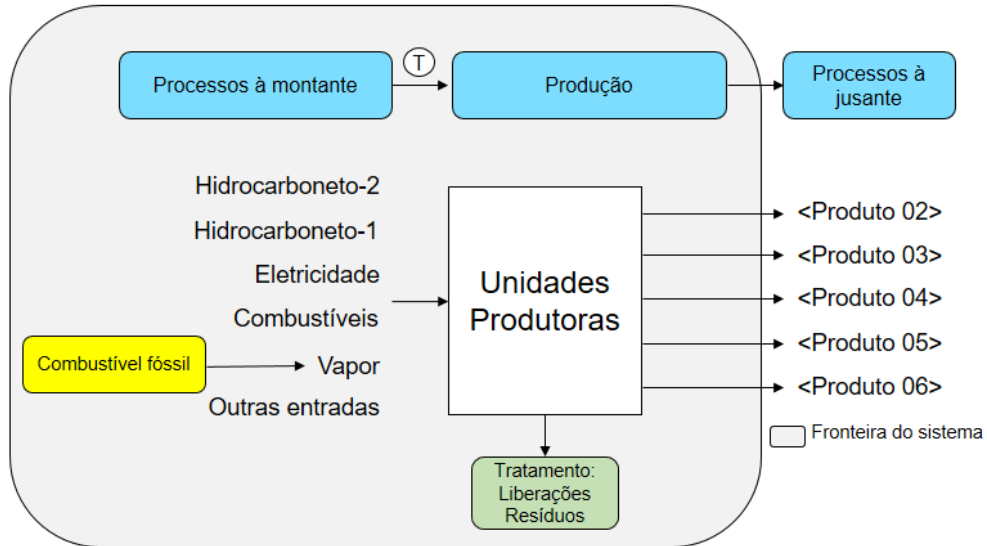 Processos à montante
T
Produção
Processos à
jusante
Hidrocarboneto-2
Hidrocarboneto-1
Eletricidade
Combustíveis
Combustível fóssil
Vapor
Outras entradas
Unidades
Produtoras
<Produto 02>
<Produto 03>
<Produto 04>
<Produto 05>
<Produto 06>
Fronteira do sistema
Tratamento:
Liberações
Resíduos